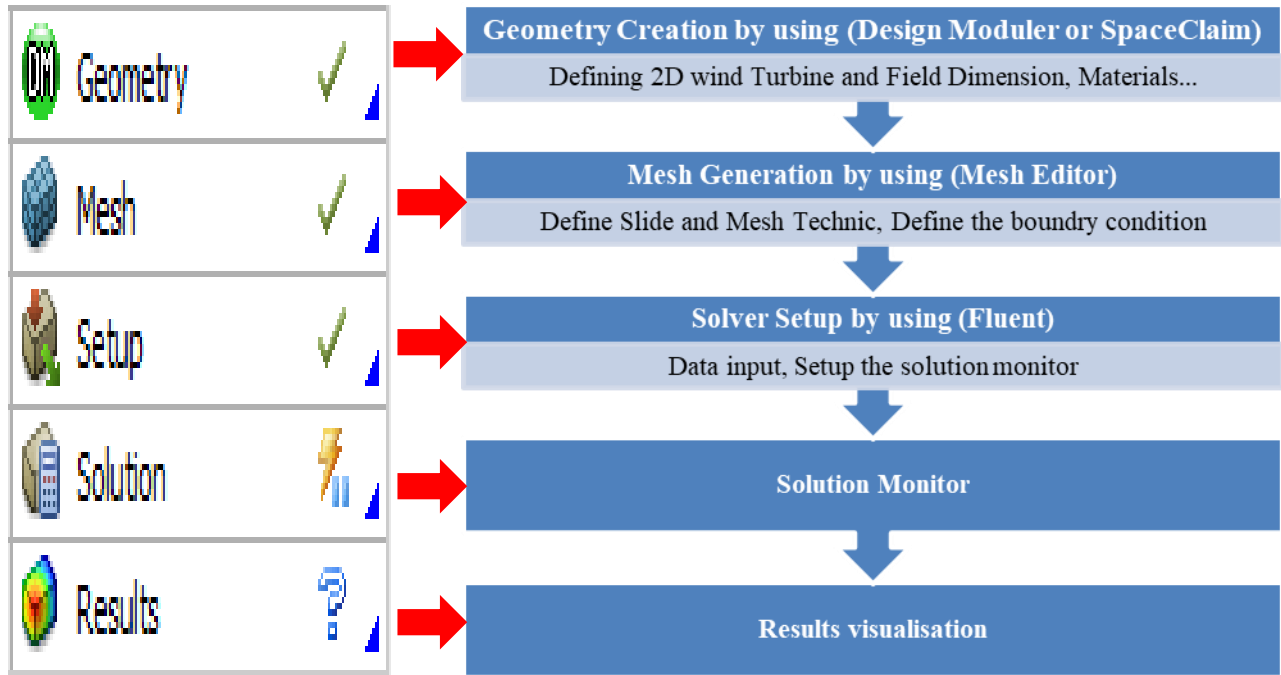 DM
Geometry
Geometry Creation by using (Design Moduler or SpaceClaim)
Defining 2D wind Turbine and Field Dimension, Materials...
Mesh
Mesh Generation by using (Mesh Editor)
Define Slide and Mesh Technic, Define the boundry condition
Setup
Solver Setup by using (Fluent)
Data input, Setup the solution monitor
Solution
Solution Monitor
Results
?
Results visualisation